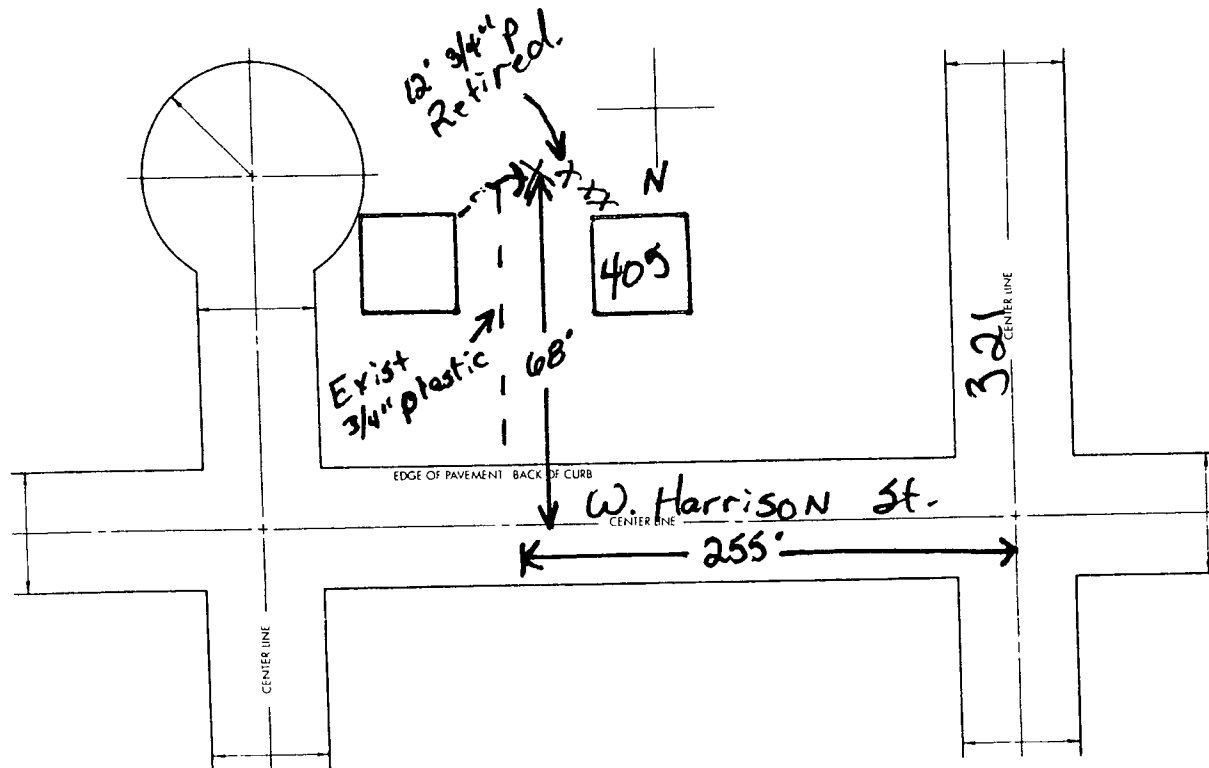 12' 3/4" P
Retired.
N
409
Exist
3/4" plastic
68'
321
CENTER LINE
EDGE OF PAVEMENT BACK OF CURB
W. Harrison St.
CENTER LINE
255'
CENTER LINE